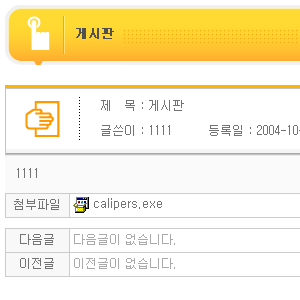 게시판
제 목 : 게시판
글쓴이 : 1111 등록일 : 2004-10-
1111
첨부파일 calipers.exe
다음글 다음글이 없습니다.
이전글 이전글이 없습니다.